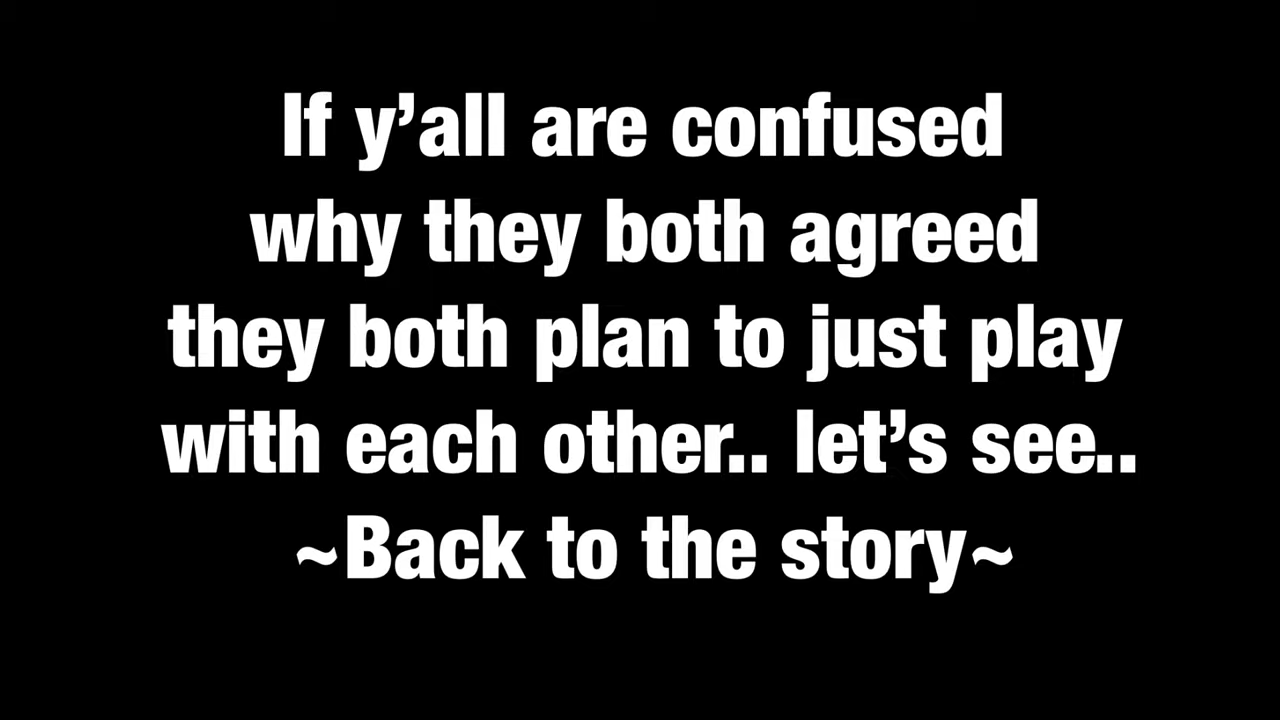 If y’all are confused
why they both agreed
they both plan to just play
with each other.. let’s see..
~Back to the story~